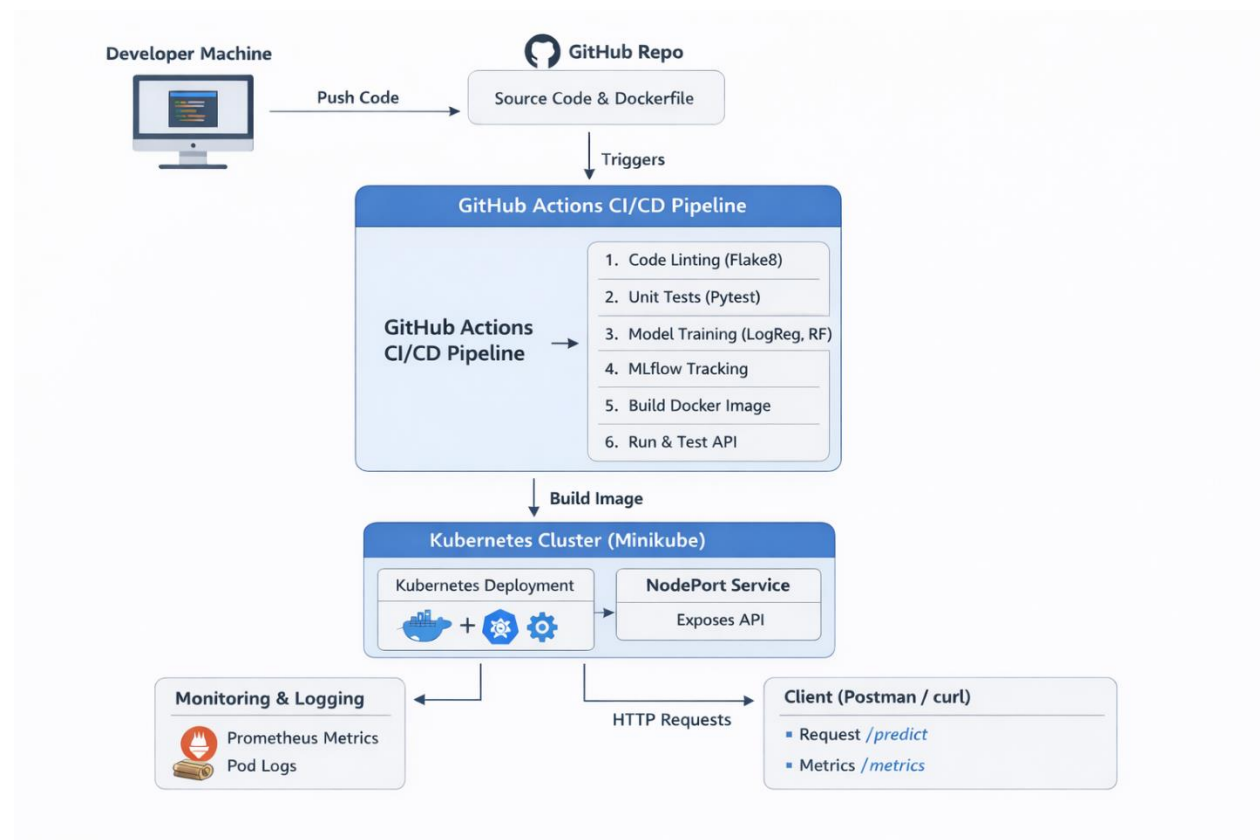 Developer Machine
GitHub Repo
Push Code
Source Code & Dockerfile
Triggers
GitHub Actions CI/CD Pipeline
GitHub Actions
CI/CD Pipeline
1. Code Linting (Flake8)
2. Unit Tests (Pytest)
3. Model Training (LogReg, RF)
4. MLflow Tracking
5. Build Docker Image
6. Run & Test API
Build Image
Kubernetes Cluster (Minikube)
Kubernetes Deployment
+
NodePort Service
Exposes API
Monitoring & Logging
Prometheus Metrics
Pod Logs
HTTP Requests
Client (Postman / curl)
▪ Request /predict
▪ Metrics /metrics